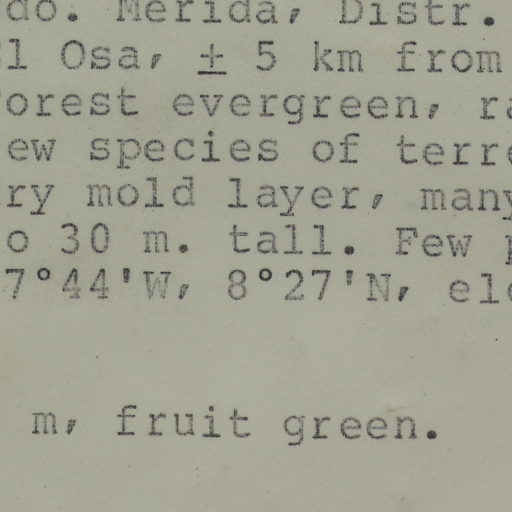 do. Merida, Distr.
l Osa, ± 5 km from
orest evergreen, ra
ew species of terre
ry mold layer, many
o 30 m. tall. Few p
7°44'W, 8°27'N, ele
m, fruit green.